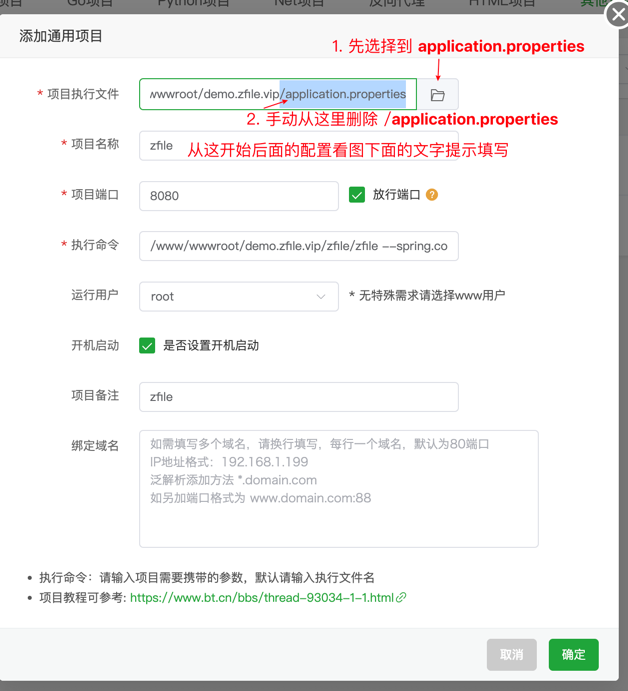 Go项目
Python项目
Net项目
反向代理
HTML项目
其他
添加通用项目
1. 先选择到 application.properties
* 项目执行文件
wwwroot/demo.zfile.vip/application.properties
2. 手动从这里删除 /application.properties
* 项目名称
zfile
从这开始后面的配置看图下面的文字提示填写
* 项目端口
8080
放行端口 ?
* 执行命令
/www/wwwroot/demo.zfile.vip/zfile/zfile --spring.co
运行用户
root
* 无特殊需求请选择www用户
开机启动
是否设置开机启动
项目备注
zfile
绑定域名
如需填写多个域名，请换行填写，每行一个域名，默认为80端口
IP地址格式：192.168.1.199
泛解析添加方法 *.domain.com
如另加端口格式为 www.domain.com:88
• 执行命令：请输入项目需要携带的参数，默认请输入执行文件名
• 项目教程可参考: https://www.bt.cn/bbs/thread-93034-1-1.html
取消
确定